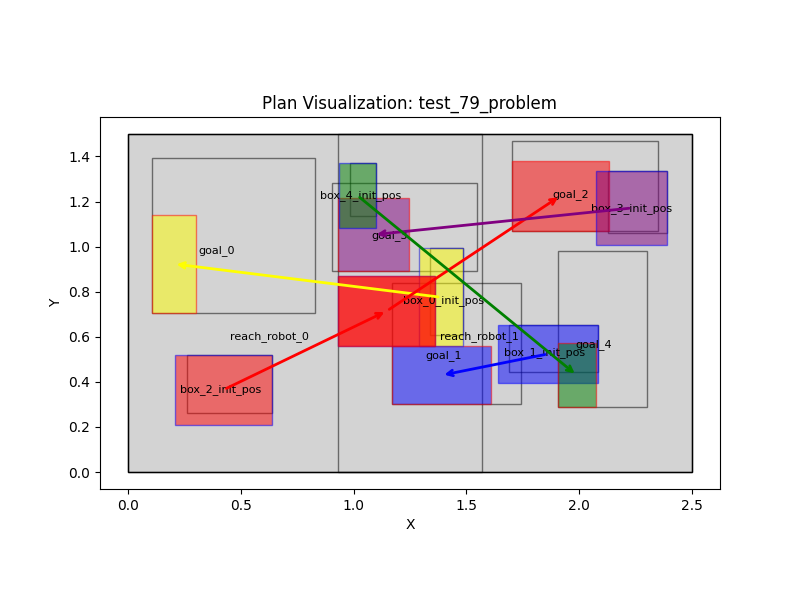 Plan Visualization: test_79_problem
1.4
1.2
1.0
0.8
0.6
0.4
0.2
0.0
Y
box_4_init_pos
goal_2
box_3_init_pos
goal_3
goal_0
box_0_init_pos
reach_robot_0
reach_robot_1
goal_1
box_1_init_pos
goal_4
box_2_init_pos
0.0
0.5
1.0
1.5
2.0
2.5
X